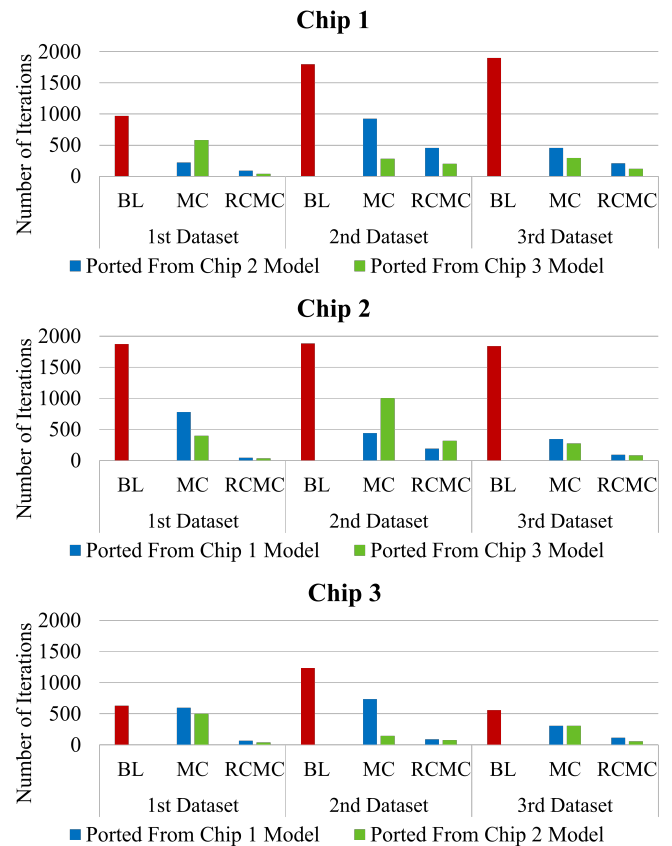 Chip 1
Number of Iterations
2000
1500
1000
500
0
BL MC RCMC BL MC RCMC BL MC RCMC
1st Dataset 2nd Dataset 3rd Dataset
Ported From Chip 2 Model Ported From Chip 3 Model
Chip 2
Number of Iterations
2000
1500
1000
500
0
BL MC RCMC BL MC RCMC BL MC RCMC
1st Dataset 2nd Dataset 3rd Dataset
Ported From Chip 1 Model Ported From Chip 3 Model
Chip 3
Number of Iterations
2000
1500
1000
500
0
BL MC RCMC BL MC RCMC BL MC RCMC
1st Dataset 2nd Dataset 3rd Dataset
Ported From Chip 1 Model Ported From Chip 2 Model